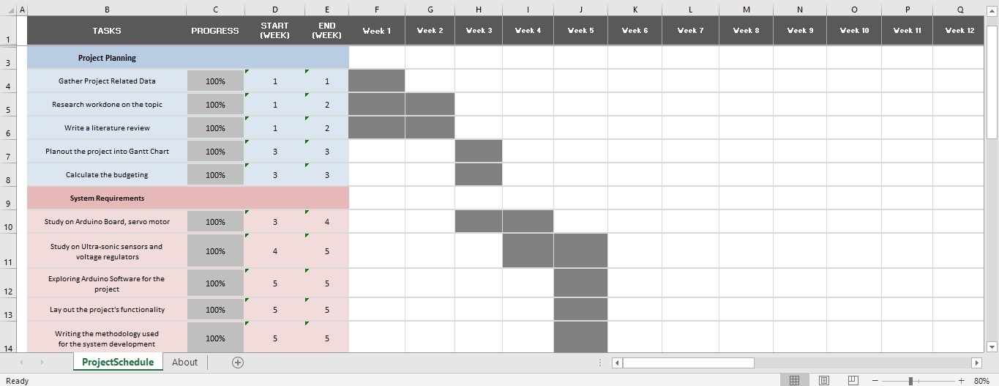 A B C D E F G H I J K L M N O P Q
1 TASKS PROGRESS START (WEEK) END (WEEK) Week 1 Week 2 Week 3 Week 4 Week 5 Week 6 Week 7 Week 8 Week 9 Week 10 Week 11 Week 12
3 Project Planning
4 Gather Project Related Data 100% 1 1
5 Research workdone on the topic 100% 1 2
6 Write a literature review 100% 1 2
7 Planout the project into Gantt Chart 100% 3 3
8 Calculate the budgeting 100% 3 3
9 System Requirements
10 Study on Arduino Board, servo motor 100% 3 4
11 Study on Ultra-sonic sensors and voltage regulators 100% 4 5
12 Exploring Arduino Software for the project 100% 5 5
13 Lay out the project's functionality 100% 5 5
14 Writing the methodology used for the system development 100% 5 5
ProjectSchedule About
Ready 80%